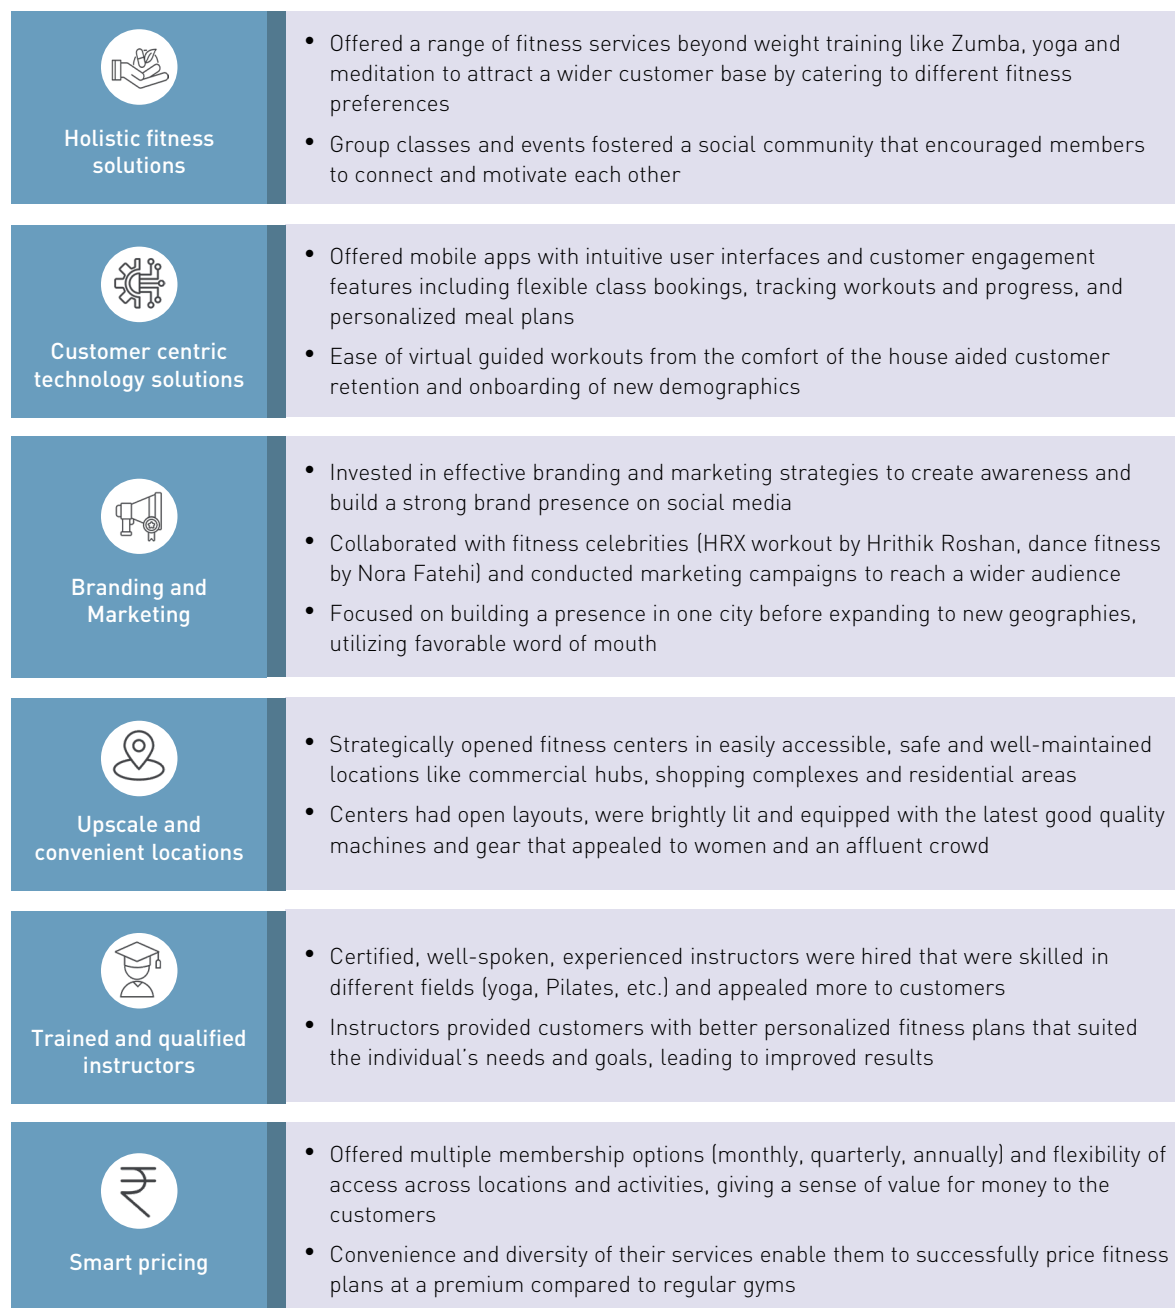 Holistic fitness
solutions
• Offered a range of fitness services beyond weight training like Zumba, yoga and
meditation to attract a wider customer base by catering to different fitness
preferences
• Group classes and events fostered a social community that encouraged members
to connect and motivate each other
Customer centric
technology solutions
• Offered mobile apps with intuitive user interfaces and customer engagement
features including flexible class bookings, tracking workouts and progress, and
personalized meal plans
• Ease of virtual guided workouts from the comfort of the house aided customer
retention and onboarding of new demographics
Branding and
Marketing
• Invested in effective branding and marketing strategies to create awareness and
build a strong brand presence on social media
• Collaborated with fitness celebrities (HRX workout by Hrithik Roshan, dance fitness
by Nora Fatehi) and conducted marketing campaigns to reach a wider audience
• Focused on building a presence in one city before expanding to new geographies,
utilizing favorable word of mouth
Upscale and
convenient locations
• Strategically opened fitness centers in easily accessible, safe and well-maintained
locations like commercial hubs, shopping complexes and residential areas
• Centers had open layouts, were brightly lit and equipped with the latest good quality
machines and gear that appealed to women and an affluent crowd
Trained and qualified
instructors
• Certified, well-spoken, experienced instructors were hired that were skilled in
different fields (yoga, Pilates, etc.) and appealed more to customers
• Instructors provided customers with better personalized fitness plans that suited
the individual's needs and goals, leading to improved results
₹
Smart pricing
• Offered multiple membership options (monthly, quarterly, annually) and flexibility of
access across locations and activities, giving a sense of value for money to the
customers
• Convenience and diversity of their services enable them to successfully price fitness
plans at a premium compared to regular gyms